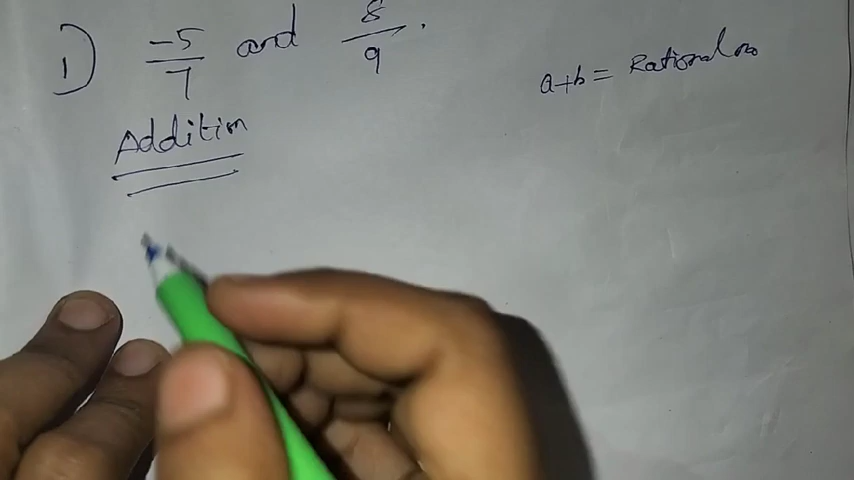 1) -5/7 and 8/9.
a+b = Rational no
Addition